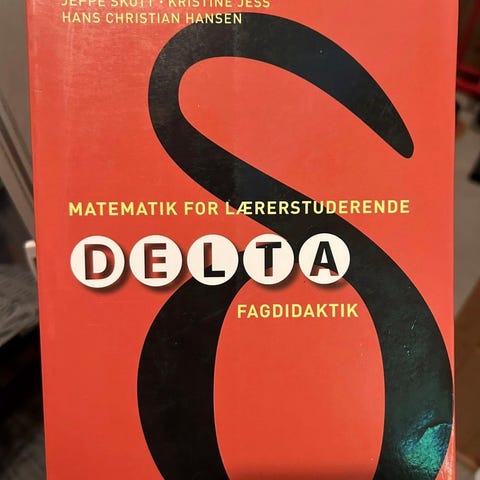 JEPPE SKOTT · KRISTINE JESS
HANS CHRISTIAN HANSEN
MATEMATIK FOR LÆRERSTUDERENDE
DELTA
FAGDIDAKTIK